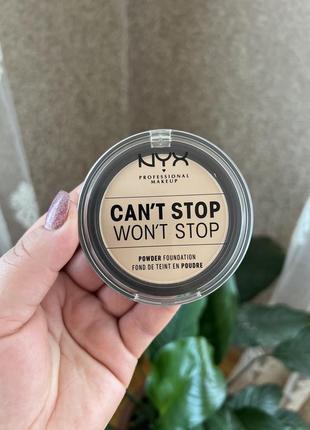 NYX
PROFESSIONAL
MAKEUP
CAN'T STOP
WON'T STOP
POWDER FOUNDATION
FOND DE TEINT EN POUDRE